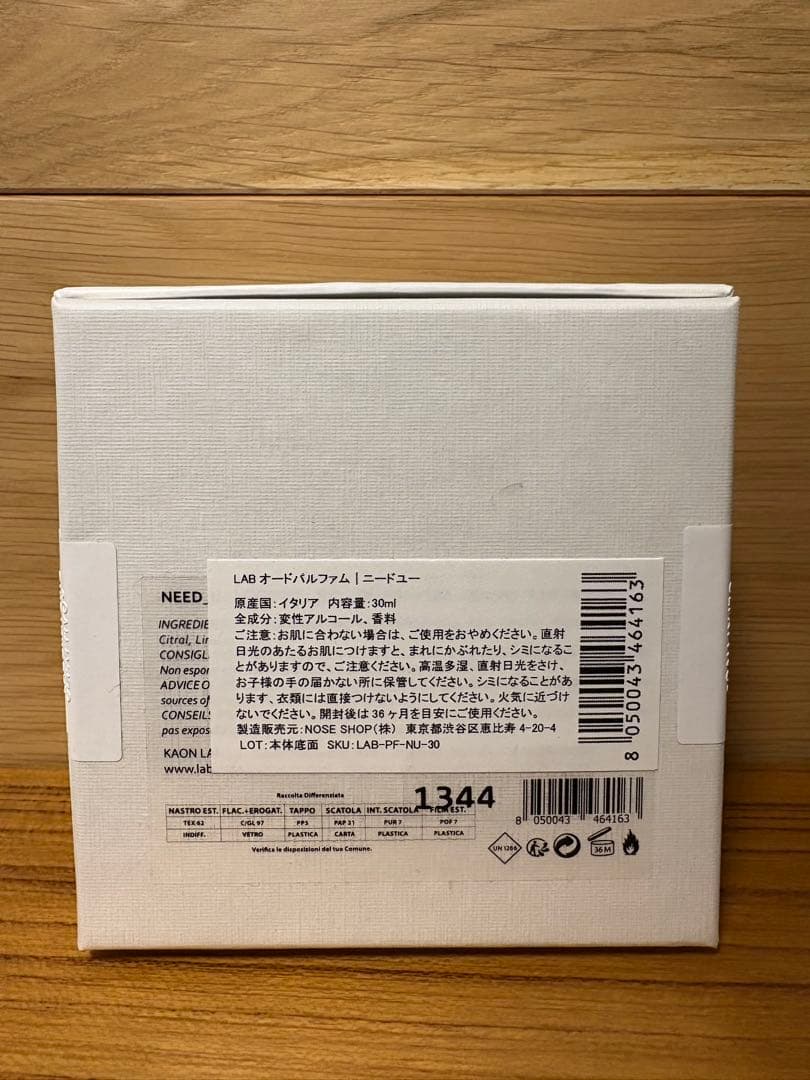 LAB オードパルファム | ニードユー
原産国:イタリア 内容量:30ml
全成分:変性アルコール、香料
ご注意:お肌に合わない場合は、ご使用をおやめください。直射
日光のあたるお肌につけますと、まれにかぶれたり、シミになるこ
とがありますので、ご注意ください。高温多湿、直射日光をさけ、
お子様の手の届かない所に保管してください。シミになることがあ
ります、衣類には直接つけないようにしてください。火気に近づけ
ないでください。開封後は36ヶ月を目安にご使用ください。
製造販売元:NOSE SHOP(株) 東京都渋谷区恵比寿 4-20-4
LOT:本体底面 SKU:LAB-PF-NU-30
8 050043 464163
NEED_
INGREDIE
Citral, Lin
CONSIGL
Non espon
ADVICE O
sources of
CONSEILS
pas expos
KAON LA
www.lab
1344
Raccolta Differenziata
NASTRO EST. FLAC.+EROGAT. TAPPO SCATOLA INT. SCATOLA FILM EST.
TEX 62 C/GL 97 PP5 PAP 21 PUR 7 POF 7
INDIFF. VETRO PLASTICA CARTA PLASTICA PLASTICA
Verifica le disposizioni del tuo Comune.
8 050043 464163
UN 1266
36 M